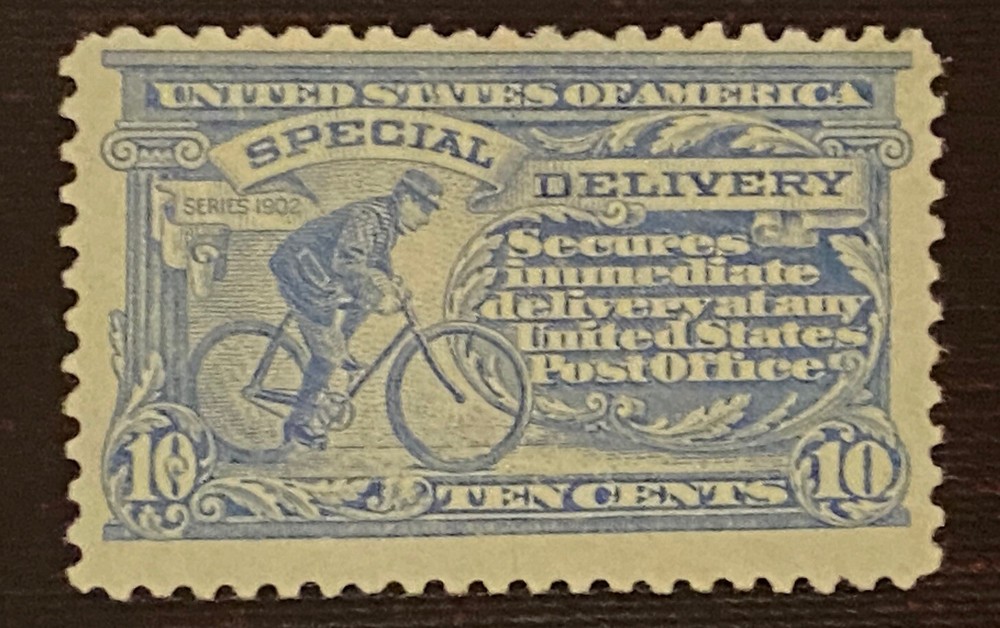 UNITED STATES OF AMERICA
SPECIAL
DELIVERY
SERIES 1902
Secures
immediate
delivery at any
United States
Post Office.
10
TEN CENTS
10